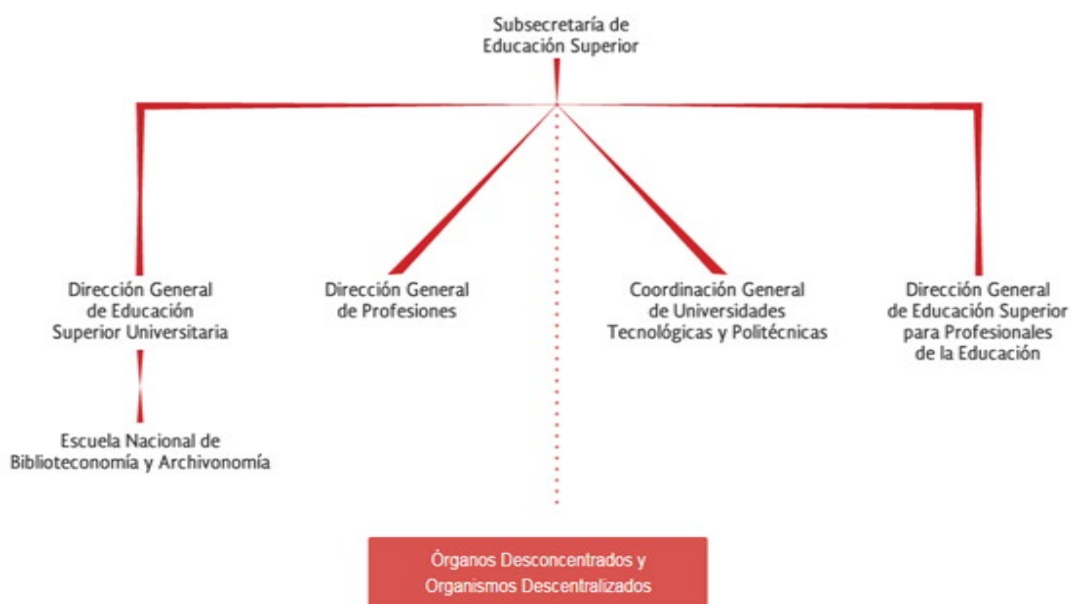 Subsecretaría de
Educación Superior
Dirección General
de Educación
Superior Universitaria
Dirección General
de Profesiones
Coordinación General
de Universidades
Tecnológicas y Politécnicas
Dirección General
de Educación Superior
para Profesionales
de la Educación
Escuela Nacional de
Biblioteconomía y Archivonomía
Órganos Desconcentrados y
Organismos Descentralizados